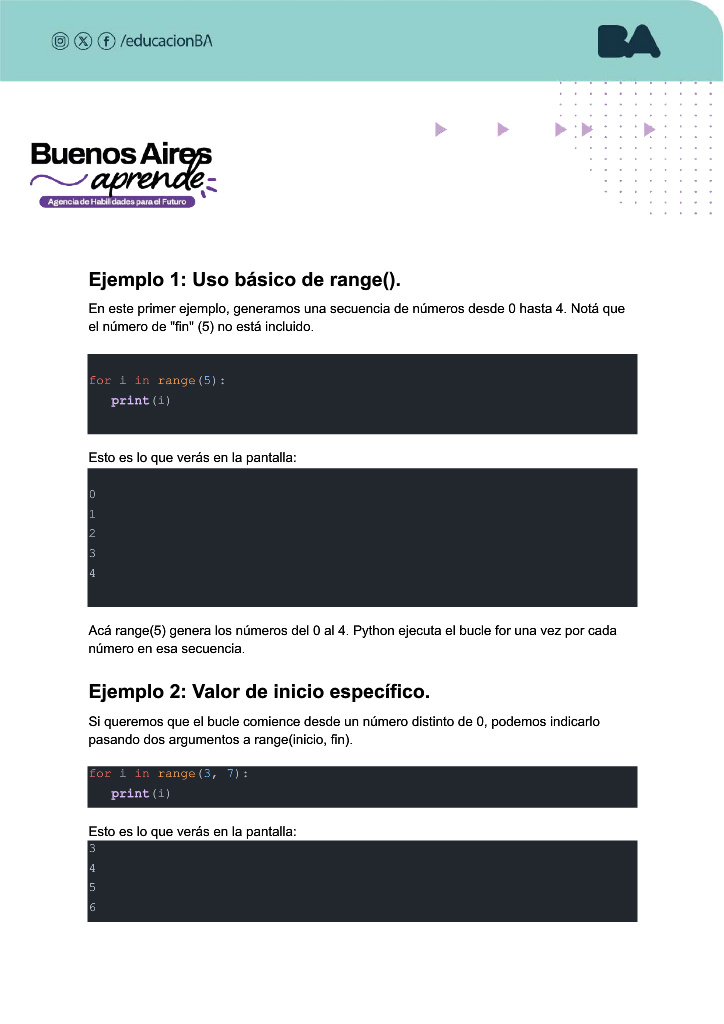 /educacionBA
BA
Buenos Aires
aprende
Agencia de Habilidades para el Futuro
Ejemplo 1: Uso básico de range().
En este primer ejemplo, generamos una secuencia de números desde 0 hasta 4. Notá que
el número de "fin" (5) no está incluido.
for i in range(5):
   print(i)
Esto es lo que verás en la pantalla:
0
1
2
3
4
Acá range(5) genera los números del 0 al 4. Python ejecuta el bucle for una vez por cada
número en esa secuencia.
Ejemplo 2: Valor de inicio específico.
Si queremos que el bucle comience desde un número distinto de 0, podemos indicarlo
pasando dos argumentos a range(inicio, fin).
for i in range(3, 7):
   print(i)
Esto es lo que verás en la pantalla:
3
4
5
6